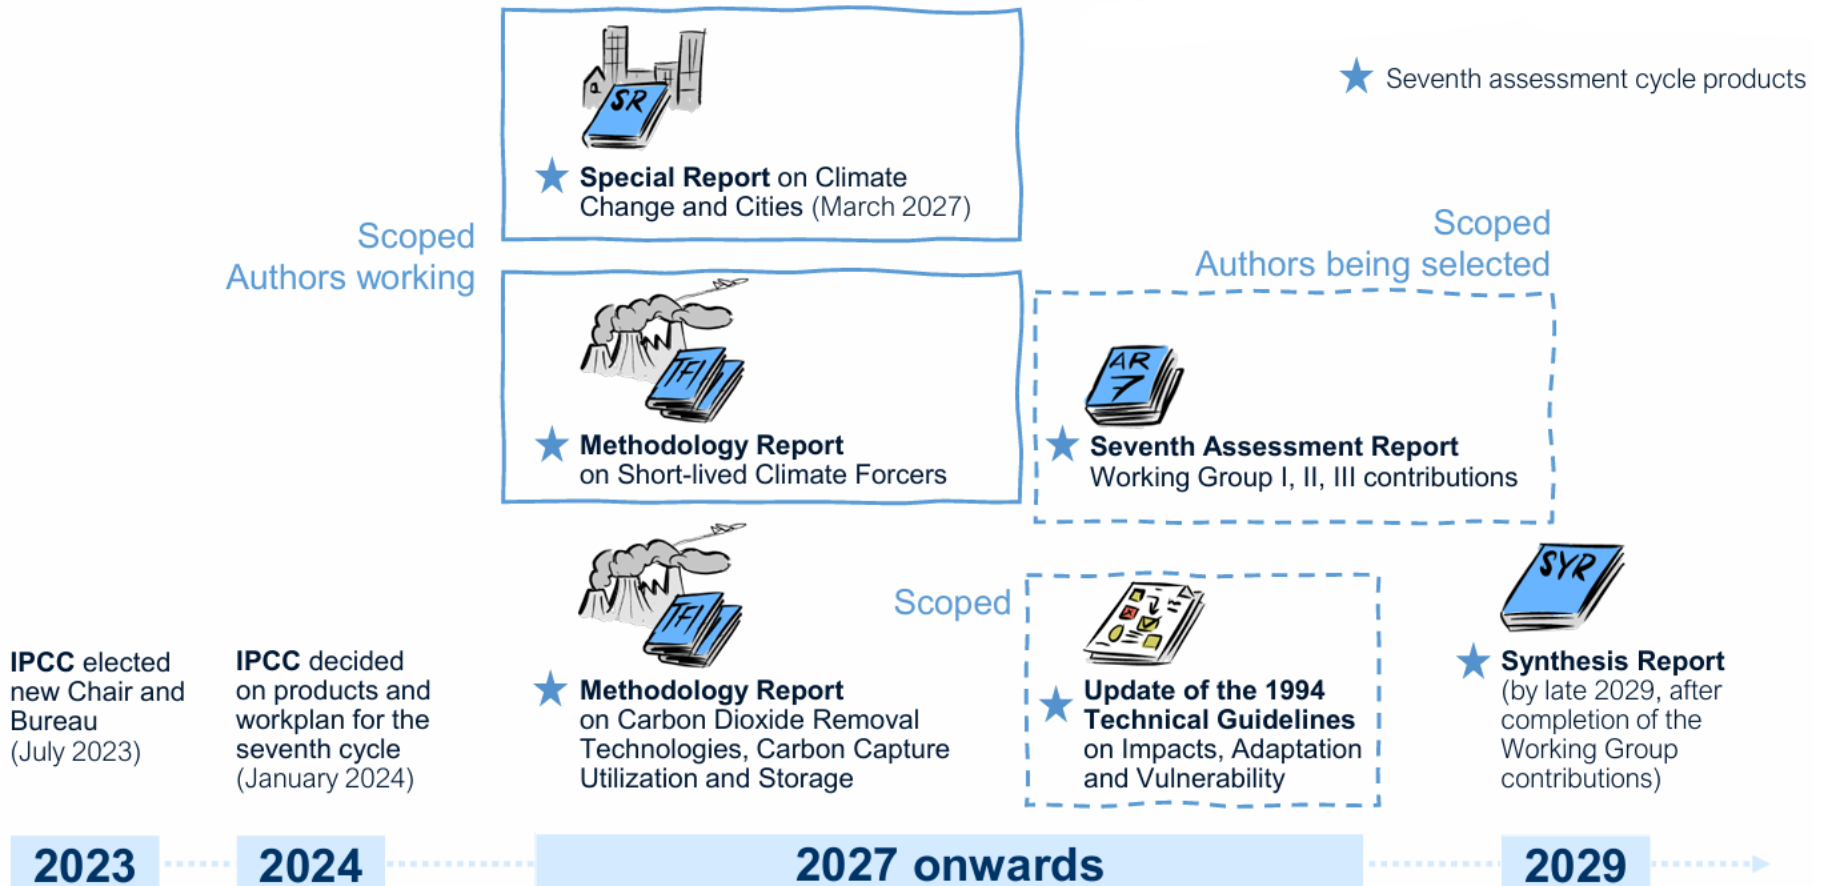 SR
Seventh assessment cycle products
Special Report on Climate
Change and Cities (March 2027)
Scoped
Authors working
Scoped
Authors being selected
TFI
Methodology Report
on Short-lived Climate Forcers
AR
7
Seventh Assessment Report
Working Group I, II, III contributions
TFI
Methodology Report
on Carbon Dioxide Removal
Technologies, Carbon Capture
Utilization and Storage
Scoped
Update of the 1994
Technical Guidelines
on Impacts, Adaptation
and Vulnerability
SYR
Synthesis Report
(by late 2029, after
completion of the
Working Group
contributions)
IPCC elected
new Chair and
Bureau
(July 2023)
IPCC decided
on products and
workplan for the
seventh cycle
(January 2024)
2023
2024
2027 onwards
2029